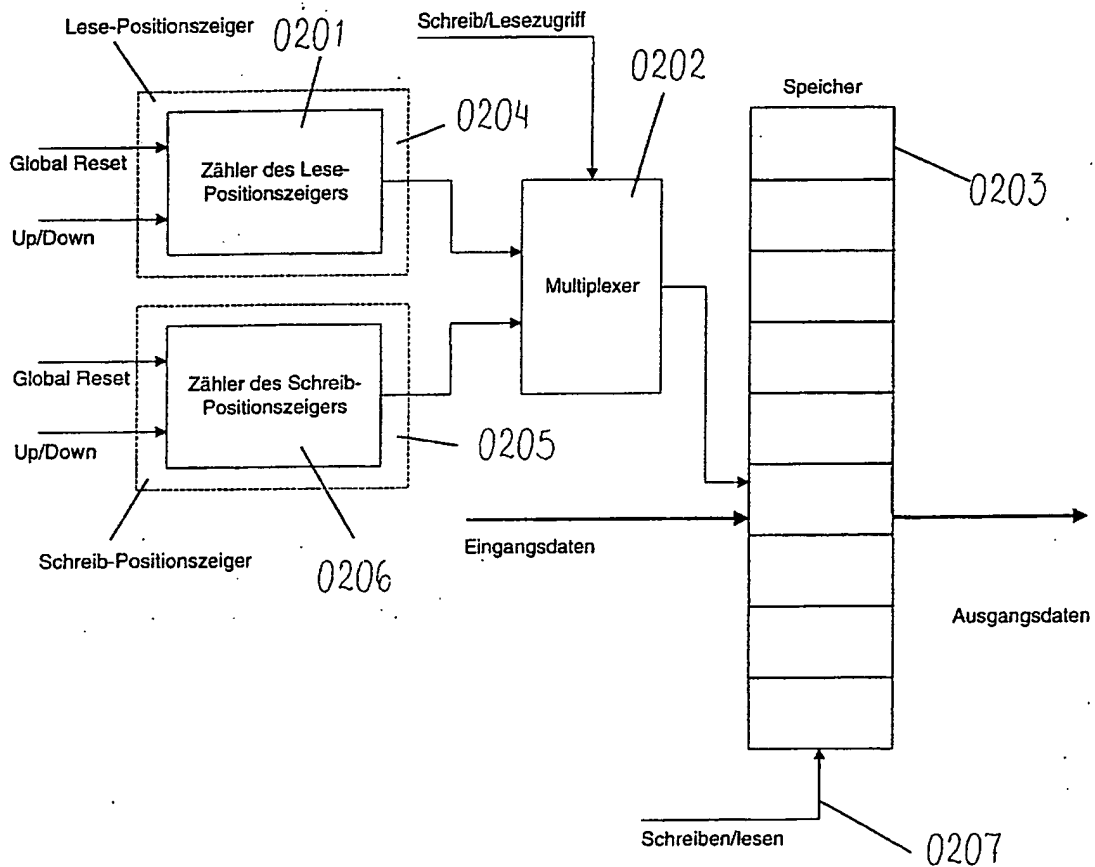 Lese-Positionszeiger
0201
Schreib/Lesezugriff
0202
Speicher
0204
Global Reset
Zähler des Lese-
Positionszeigers
0203
Up/Down
Multiplexer
Global Reset
Zähler des Schreib-
Positionszeigers
Up/Down
0205
Eingangsdaten
Schreib-Positionszeiger
0206
Ausgangsdaten
Schreiben/lesen
0207